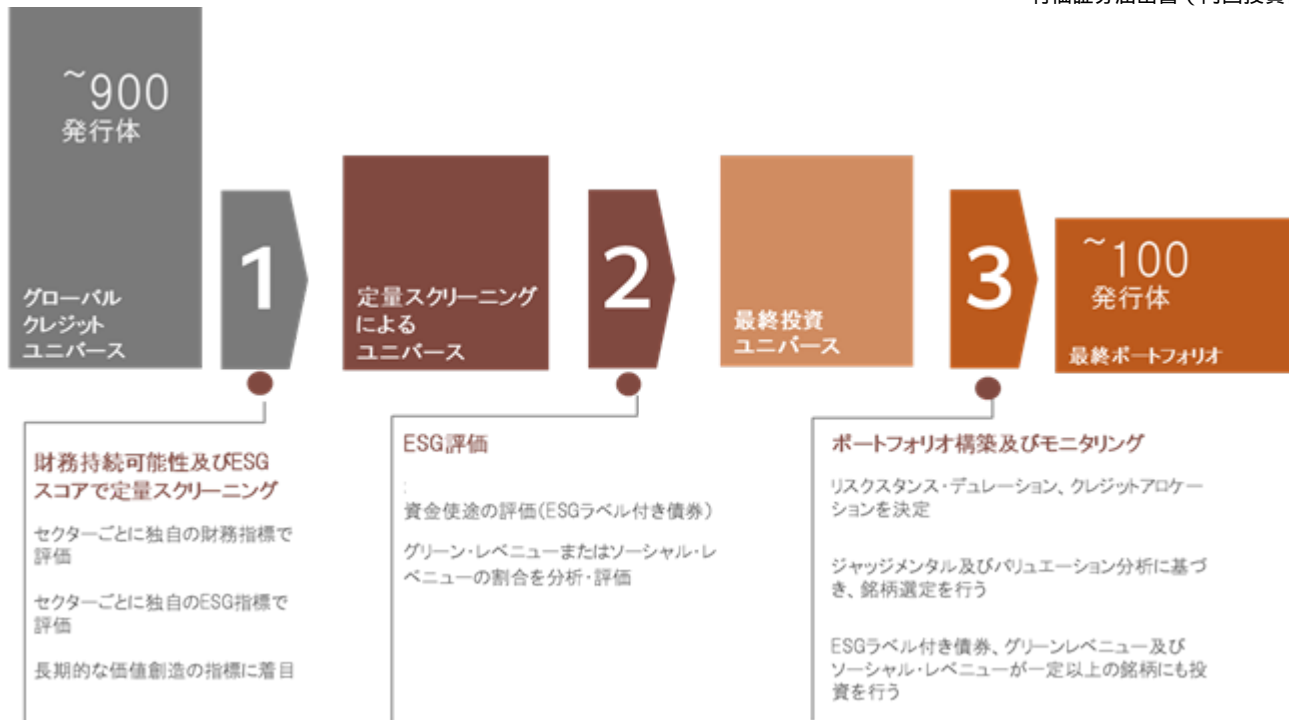 ~900
発行体
グローバル
クレジット
ユニバース
1
定量スクリーニング
による
ユニバース
2
最終投資
ユニバース
3
~100
発行体
最終ポートフォリオ
財務持続可能性及びESG
スコアで定量スクリーニング
セクターごとに独自の財務指標で
評価
セクターごとに独自のESG指標で
評価
長期的な価値創造の指標に着目
ESG評価
:
資金使途の評価(ESGラベル付き債券)
グリーン・レベニューまたはソーシャル・レ
ベニューの割合を分析・評価
ポートフォリオ構築及びモニタリング
リスクスタンス・デュレーション、クレジットアロケー
ションを決定
ジャッジメンタル及びバリュエーション分析に基づ
き、銘柄選定を行う
ESGラベル付き債券、グリーンレベニュー及び
ソーシャル・レベニューが一定以上の銘柄にも投
資を行う